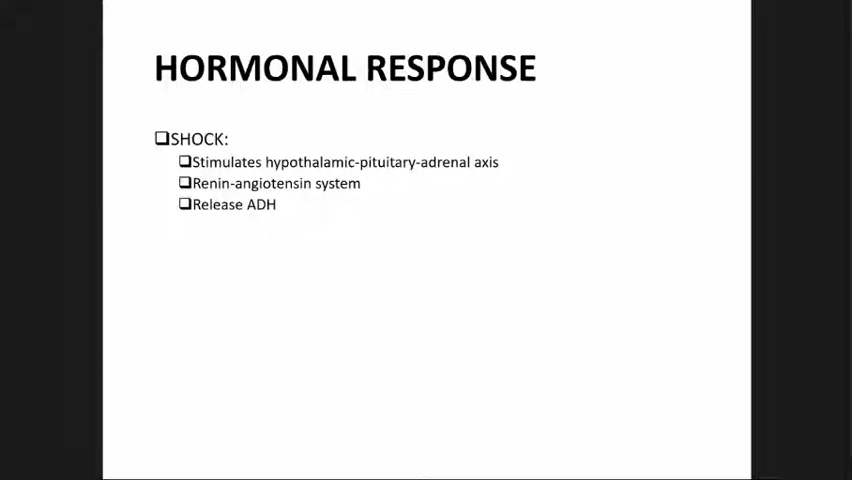 HORMONAL RESPONSE
❑SHOCK:
❑Stimulates hypothalamic-pituitary-adrenal axis
❑Renin-angiotensin system
❑Release ADH